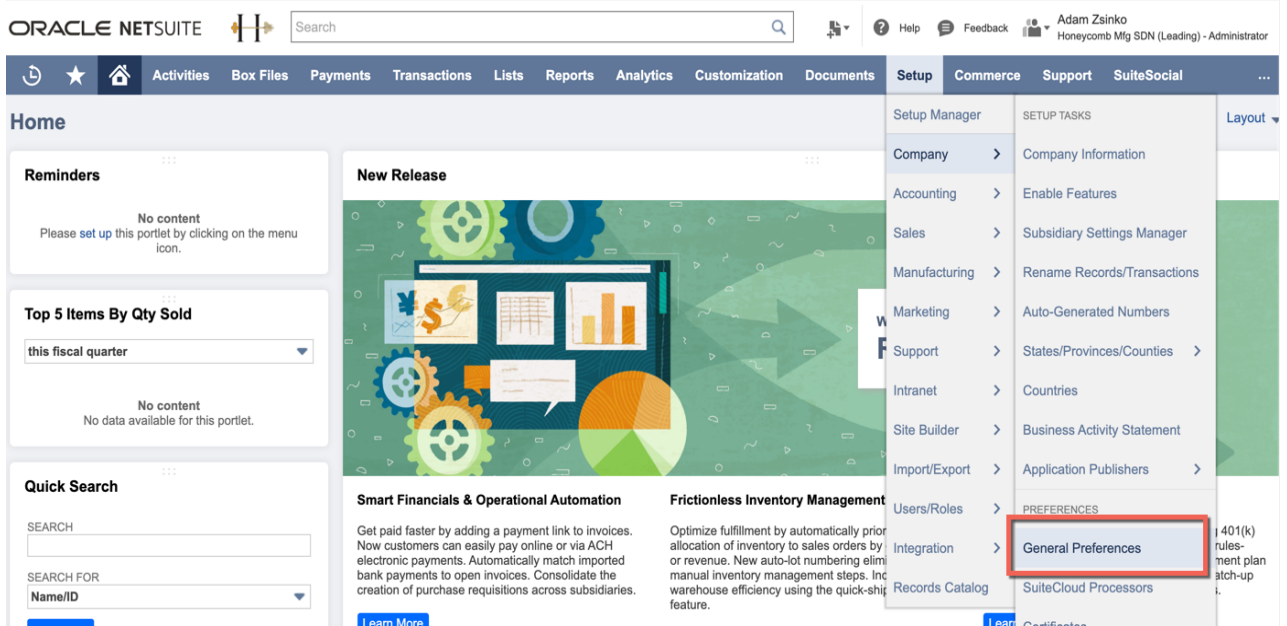 ORACLE NETSUITE
Search
Help
Feedback
Adam Zsinko
Honeycomb Mfg SDN (Leading) - Administrator
Activities
Box Files
Payments
Transactions
Lists
Reports
Analytics
Customization
Documents
Setup
Commerce
Support
SuiteSocial
...
Home
Layout
Setup Manager
Company
Accounting
Sales
Manufacturing
Marketing
Support
Intranet
Site Builder
Import/Export
Users/Roles
Integration
Records Catalog
SETUP TASKS
Company Information
Enable Features
Subsidiary Settings Manager
Rename Records/Transactions
Auto-Generated Numbers
States/Provinces/Counties
Countries
Business Activity Statement
Application Publishers
PREFERENCES
General Preferences
SuiteCloud Processors
Certificates
Reminders
No content
Please set up this portlet by clicking on the menu
icon.
Top 5 Items By Qty Sold
this fiscal quarter
No content
No data available for this portlet.
Quick Search
SEARCH
SEARCH FOR
Name/ID
New Release
¥ $ €
W
F
Smart Financials & Operational Automation
Get paid faster by adding a payment link to invoices.
Now customers can easily pay online or via ACH
electronic payments. Automatically match imported
bank payments to open invoices. Consolidate the
creation of purchase requisitions across subsidiaries.
Learn More
Frictionless Inventory Management
Optimize fulfillment by automatically prior
allocation of inventory to sales orders by
or revenue. New auto-lot numbering elimi
manual inventory management steps. Inc
warehouse efficiency using the quick-ship
feature.
Learn
401(k)
rules-
ment plan
atch-up
s.